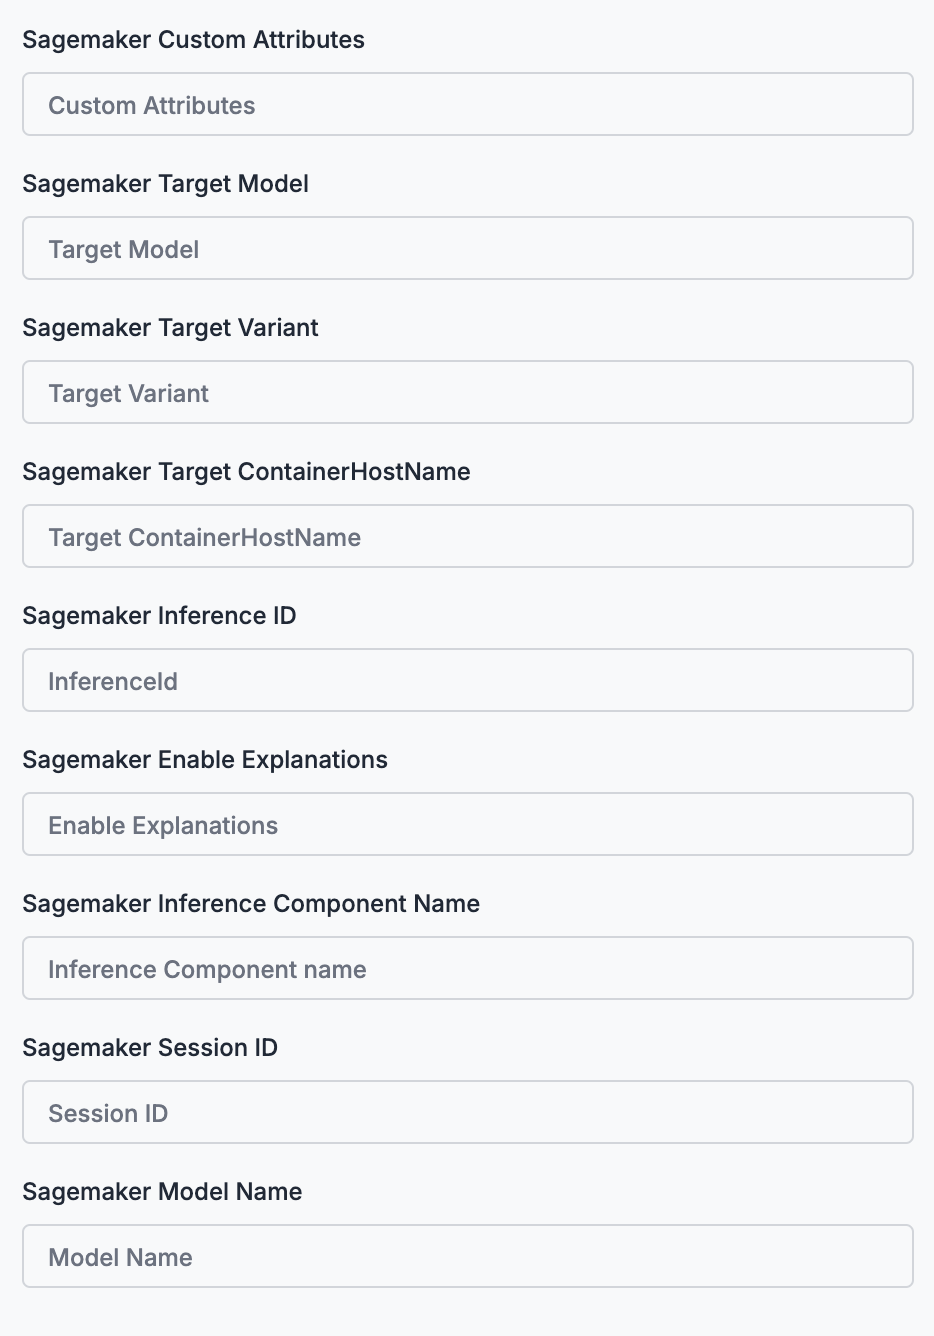 Sagemaker Custom Attributes
Custom Attributes
Sagemaker Target Model
Target Model
Sagemaker Target Variant
Target Variant
Sagemaker Target ContainerHostName
Target ContainerHostName
Sagemaker Inference ID
InferenceId
Sagemaker Enable Explanations
Enable Explanations
Sagemaker Inference Component Name
Inference Component name
Sagemaker Session ID
Session ID
Sagemaker Model Name
Model Name